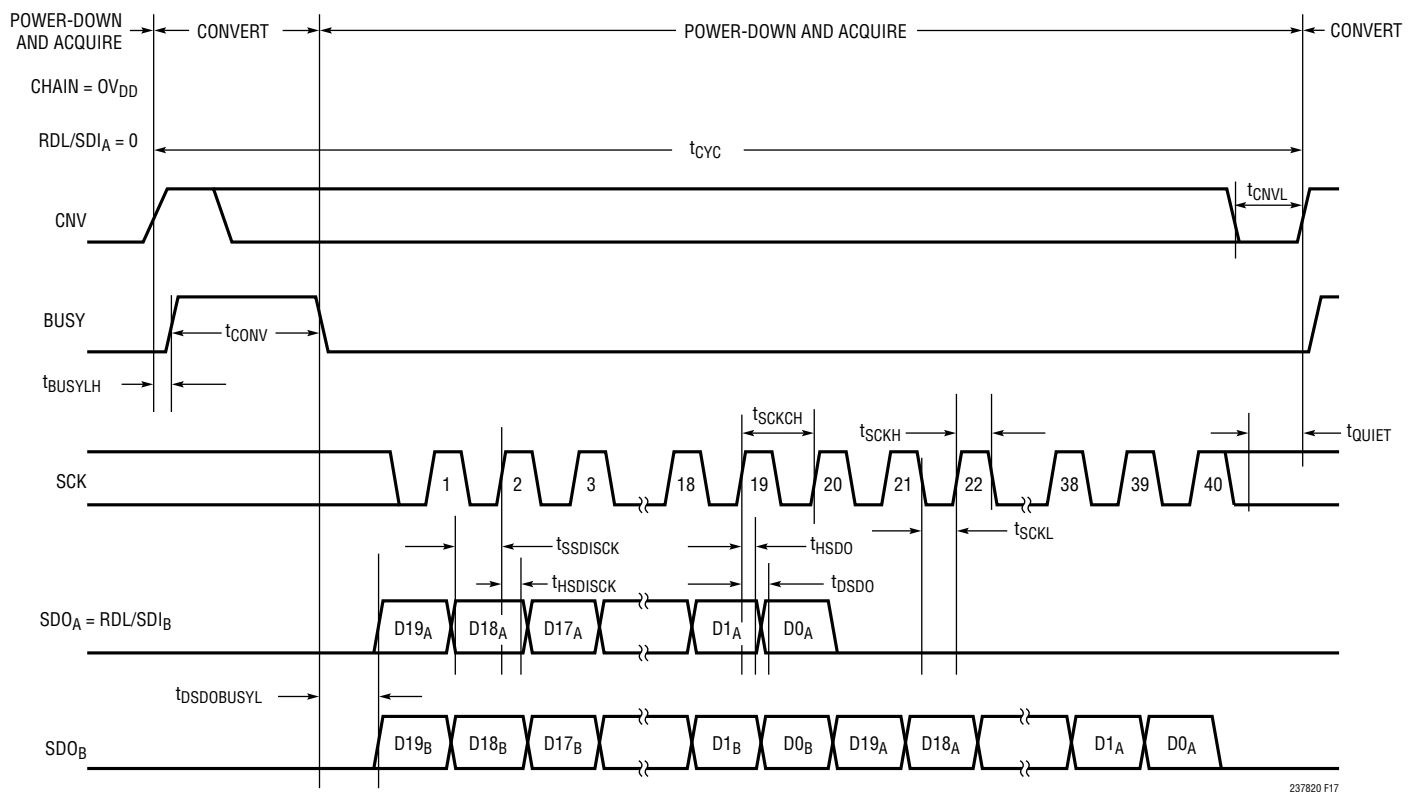 POWER-DOWN
AND ACQUIRE
CONVERT
POWER-DOWN AND ACQUIRE
CONVERT
CHAIN = OVDD
RDL/SDIA = 0
tCYC
CNV
tCNVL
BUSY
tCONV
tBUSYLH
tSCKCH
tSCKH
tQUIET
SCK
1 2 3 18 19 20 21 22 38 39 40
tSSDISCK
tHSDO
tSCKL
tHSDISCK
tDSDO
SDOA = RDL/SDIB
D19A D18A D17A D1A D0A
tDSDOBUSYL
SDOB
D19B D18B D17B D1B D0B D19A D18A D1A D0A
237820 F17